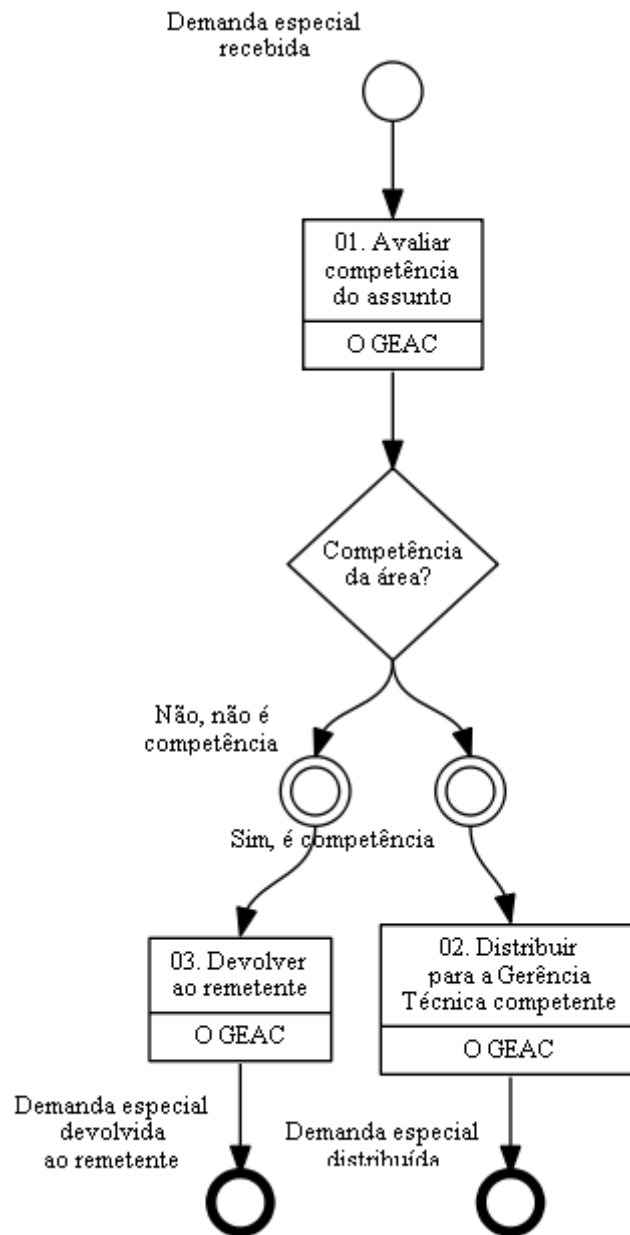 Demanda especial
recebida
01. Avaliar
competência
do assunto
O GEAC
Competência
da área?
Não, não é
competência
Sim, é competência
03. Devolver
ao remetente
O GEAC
02. Distribuir
para a Gerência
Técnica competente
O GEAC
Demanda especial
devolvida
ao remetente
Demanda especial
distribuída